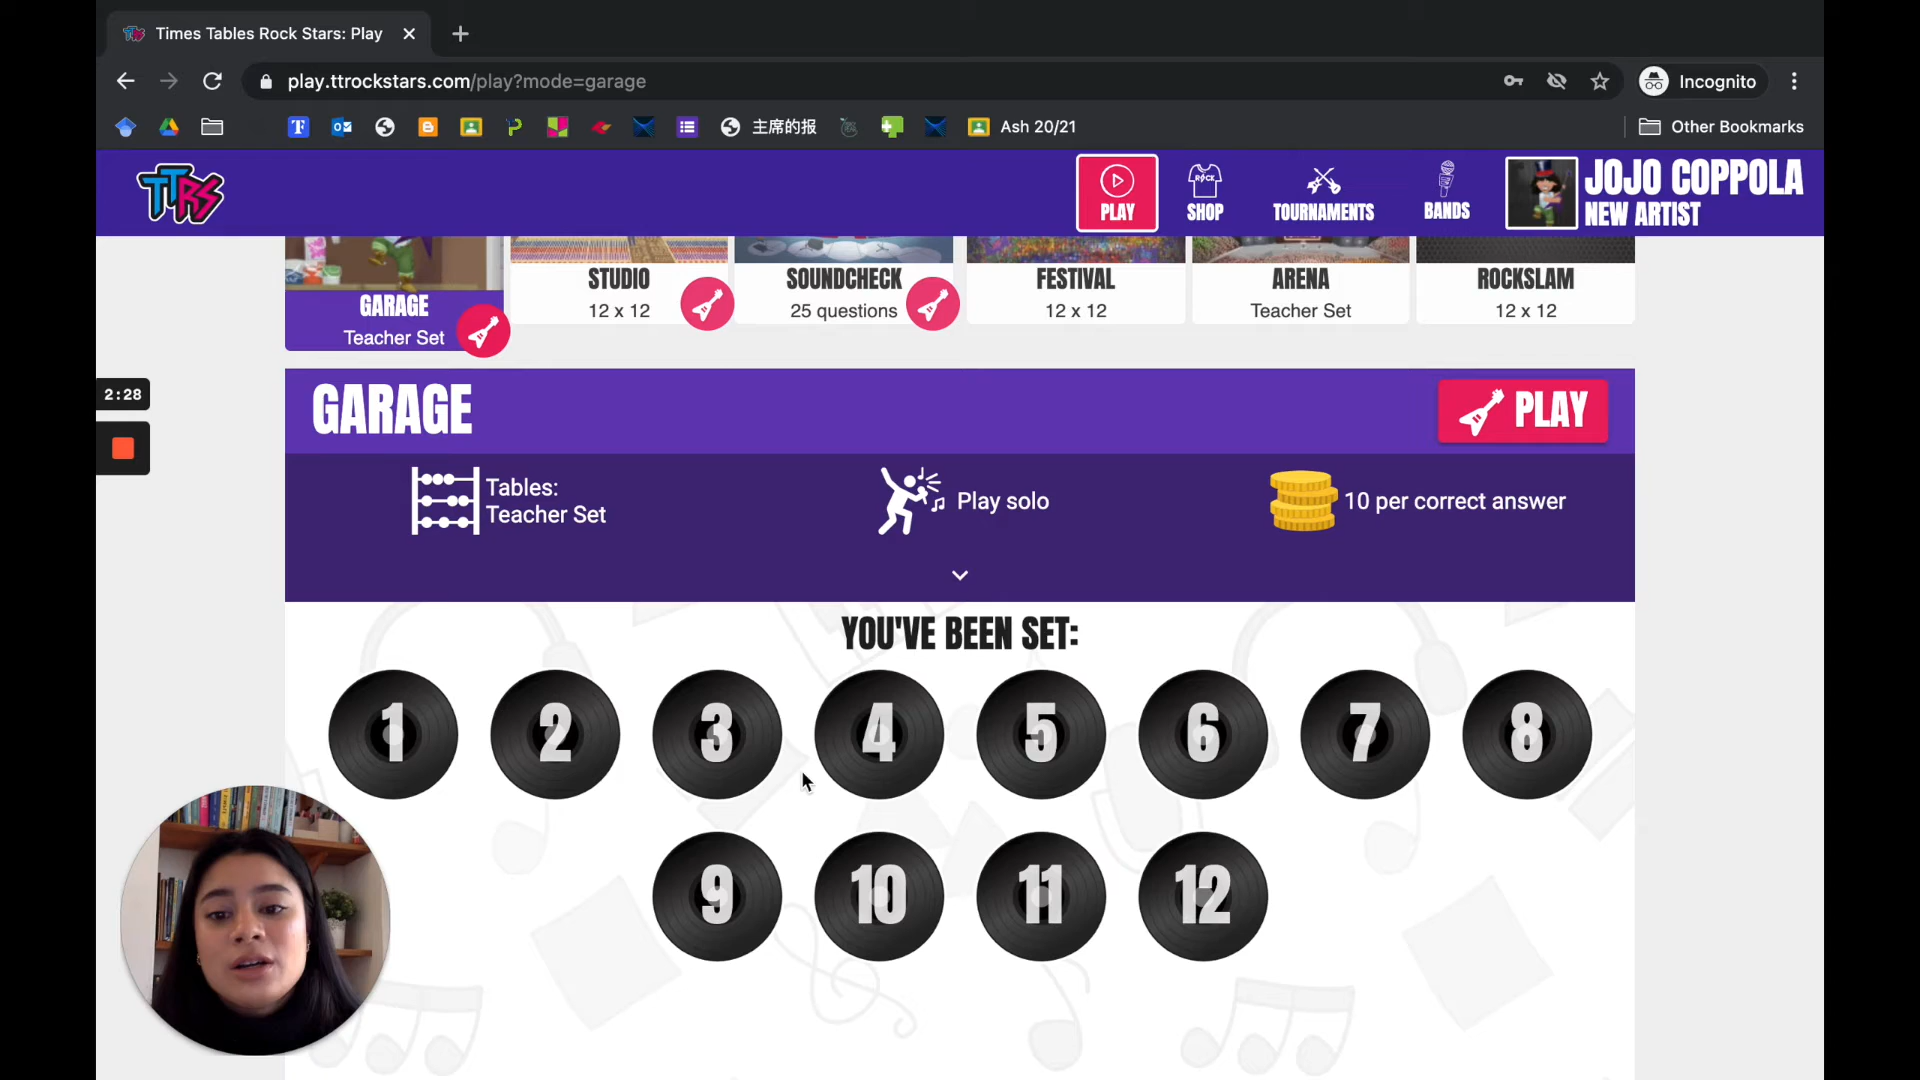 Times Tables Rock Stars: Play
play.ttrockstars.com/play?mode=garage
Incognito
主席的报
Ash 20/21
Other Bookmarks
TTRS
PLAY
ROCK
SHOP
TOURNAMENTS
BANDS
JOJO COPPOLA
NEW ARTIST
GARAGE
Teacher Set
STUDIO
12 x 12
SOUNDCHECK
25 questions
FESTIVAL
12 x 12
ARENA
Teacher Set
ROCKSLAM
12 x 12
2:28
GARAGE
PLAY
Tables:
Teacher Set
Play solo
10 per correct answer
YOU'VE BEEN SET:
1 2 3 4 5 6 7 8
9 10 11 12